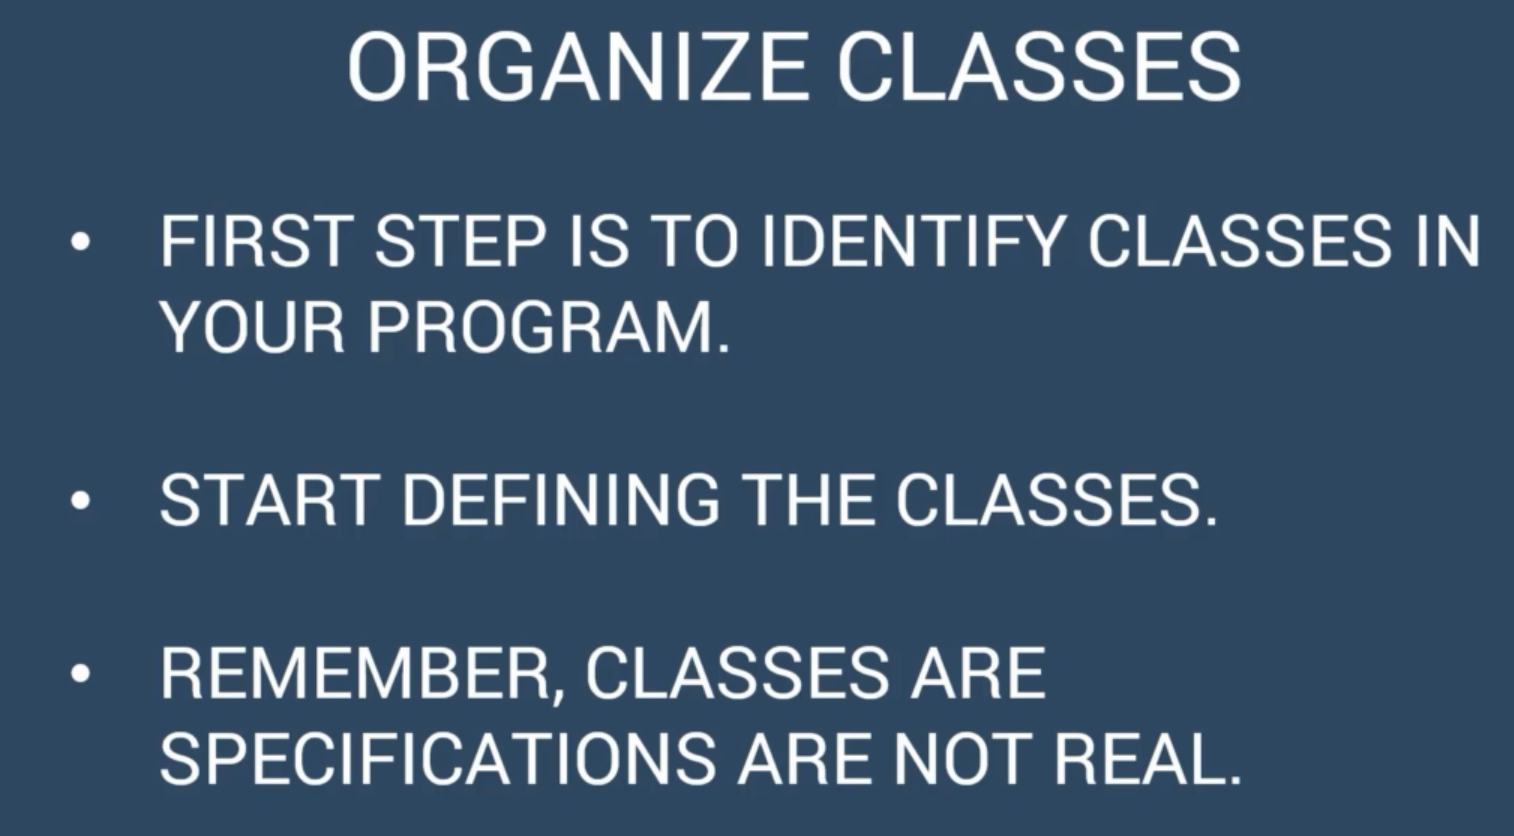 ORGANIZE CLASSES
• FIRST STEP IS TO IDENTIFY CLASSES IN
YOUR PROGRAM.
• START DEFINING THE CLASSES.
• REMEMBER, CLASSES ARE
SPECIFICATIONS ARE NOT REAL.